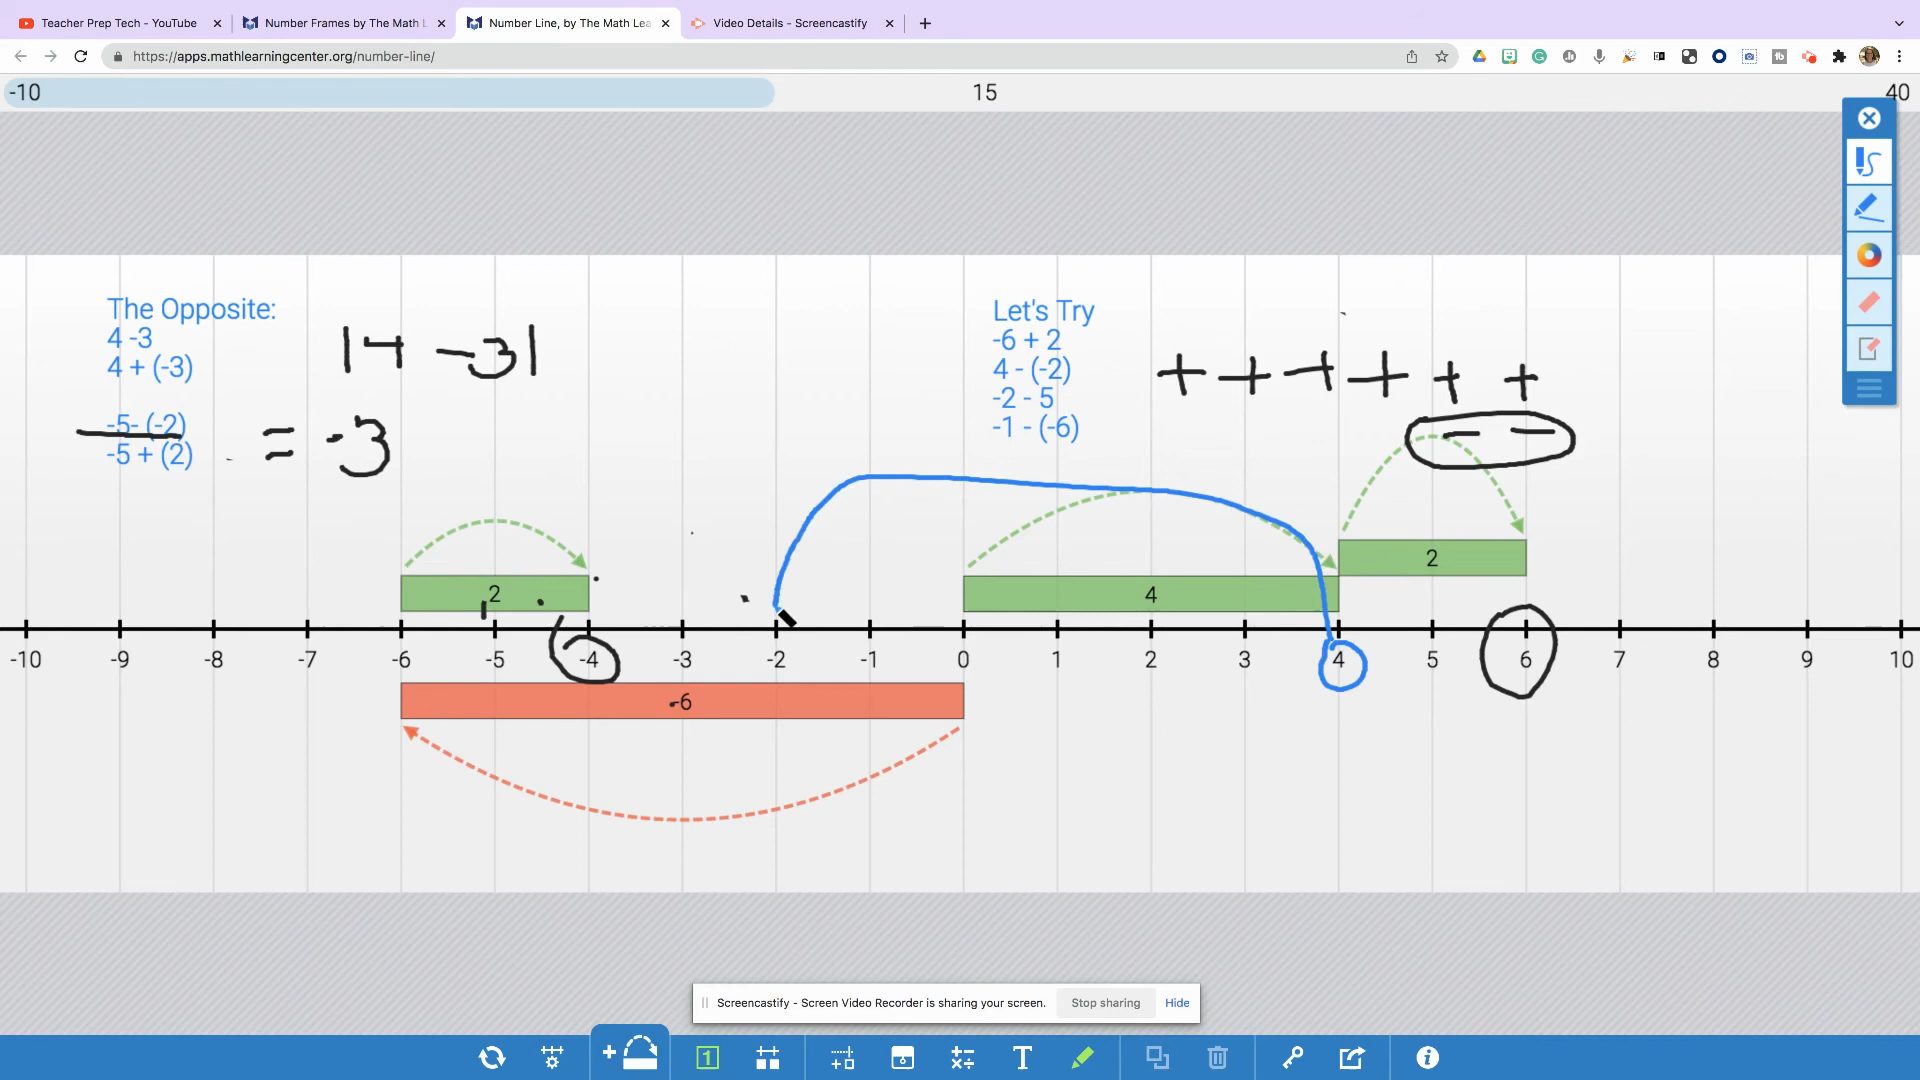 Teacher Prep Tech - YouTube
Number Frames by The Math L
Number Line, by The Math Lea
Video Details - Screencastify
https://apps.mathlearningcenter.org/number-line/
-10 15 40
The Opposite:
4 -3
4 + (-3)
|4 -3|
-5- (-2)
-5 + (2)
= -3
Let's Try
-6 + 2
4 - (-2)
-2 - 5
-1 - (-6)
+ + + + + +
- -
2
4
2
-10 -9 -8 -7 -6 -5 -4 -3 -2 -1 0 1 2 3 4 5 6 7 8 9 10
-6
Screencastify - Screen Video Recorder is sharing your screen. Stop sharing Hide
1
T